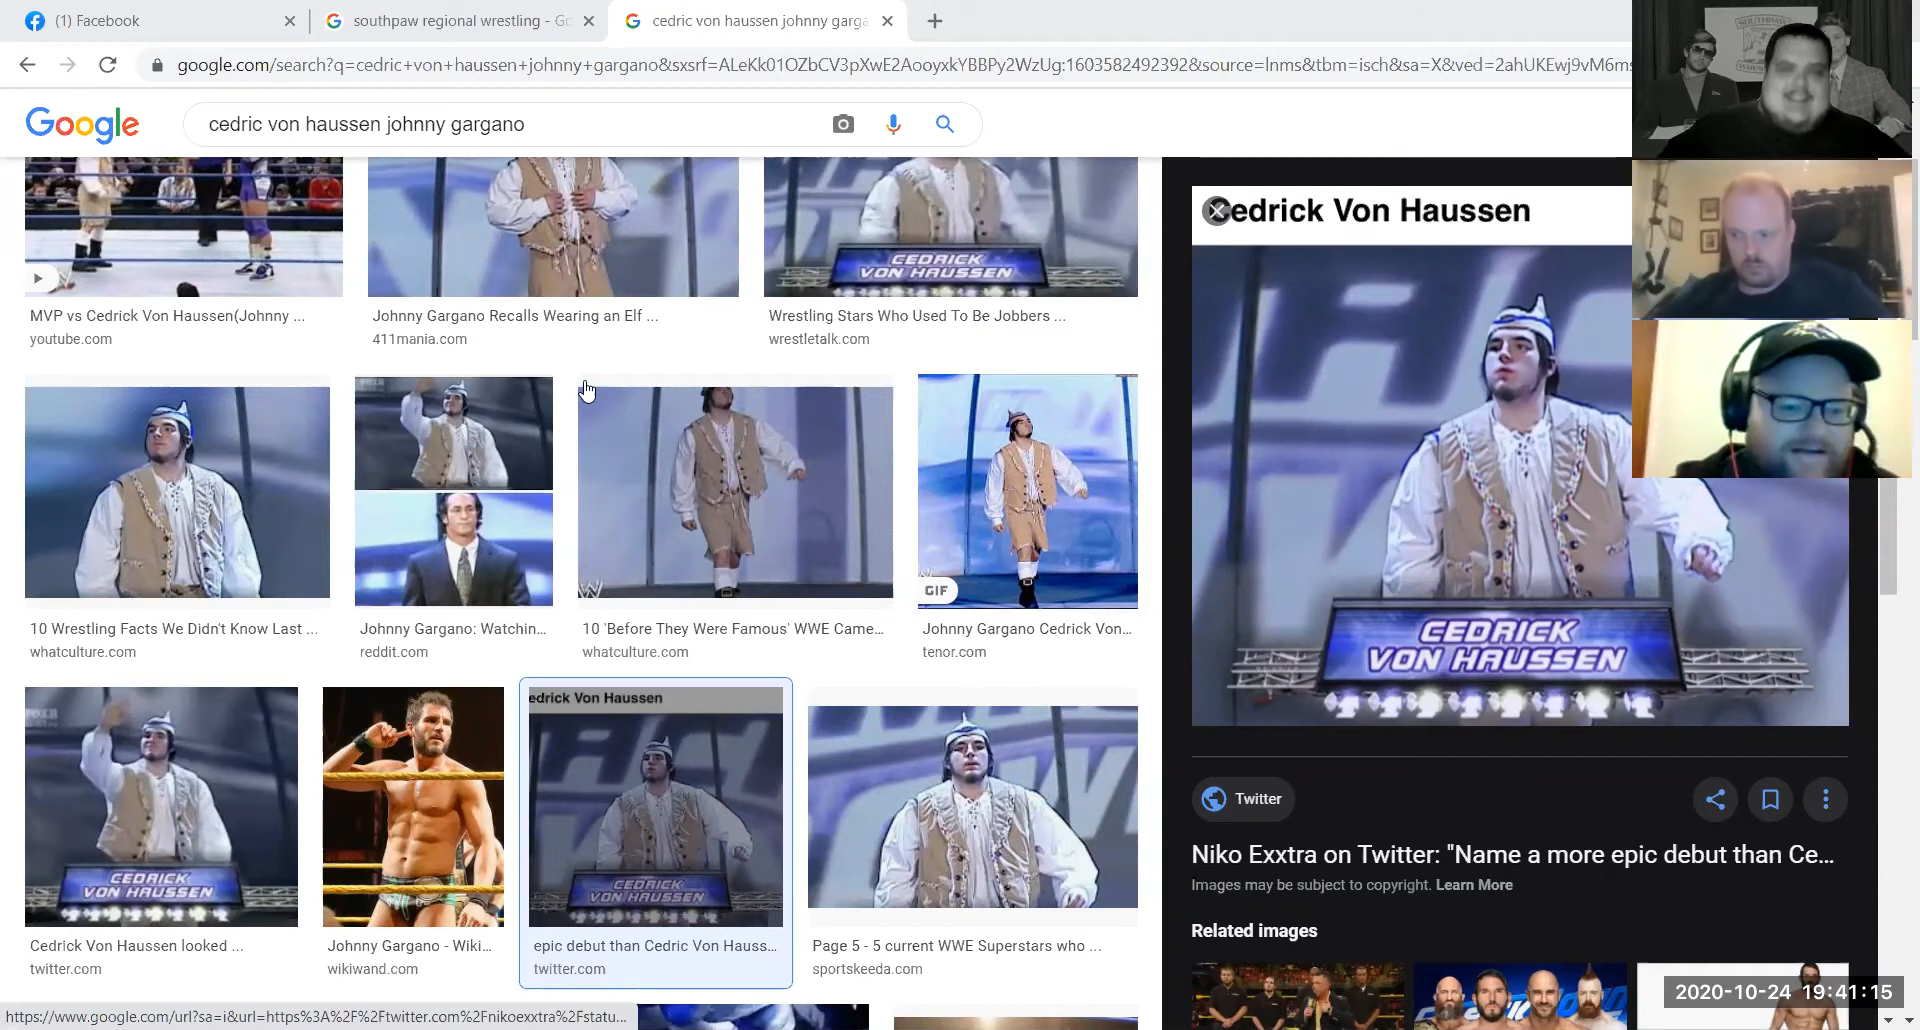 (1) Facebook
southpaw regional wrestling - Go
cedric von haussen johnny garga
google.com/search?q=cedric+von+haussen+johnny+gargano&sxsrf=ALeKk01OZbCV3pXwE2AooyxkYBBPy2WzUg:1603582492392&source=lnms&tbm=isch&sa=X&ved=2ahUKEwj9vM6ms
Google
cedric von haussen johnny gargano
CEDRICK
VON HAUSSEN
MVP vs Cedrick Von Haussen(Johnny ...
youtube.com
Johnny Gargano Recalls Wearing an Elf ...
411mania.com
Wrestling Stars Who Used To Be Jobbers ...
wrestletalk.com
GIF
10 Wrestling Facts We Didn't Know Last ...
whatculture.com
Johnny Gargano: Watchin...
reddit.com
10 'Before They Were Famous' WWE Came...
whatculture.com
Johnny Gargano Cedrick Von...
tenor.com
CEDRICK
VON HAUSSEN
edrick Von Haussen
CEDRICK
VON HAUSSEN
Cedrick Von Haussen looked ...
twitter.com
Johnny Gargano - Wiki...
wikiwand.com
epic debut than Cedric Von Hauss...
twitter.com
Page 5 - 5 current WWE Superstars who ...
sportskeeda.com
https://www.google.com/url?sa=i&url=https%3A%2F%2Ftwitter.com%2Fnikoexxtra%2Fstatu...
edrick Von Haussen
CEDRICK
VON HAUSSEN
Twitter
Niko Exxtra on Twitter: "Name a more epic debut than Ce...
Images may be subject to copyright. Learn More
Related images
2020-10-24 19:41:15